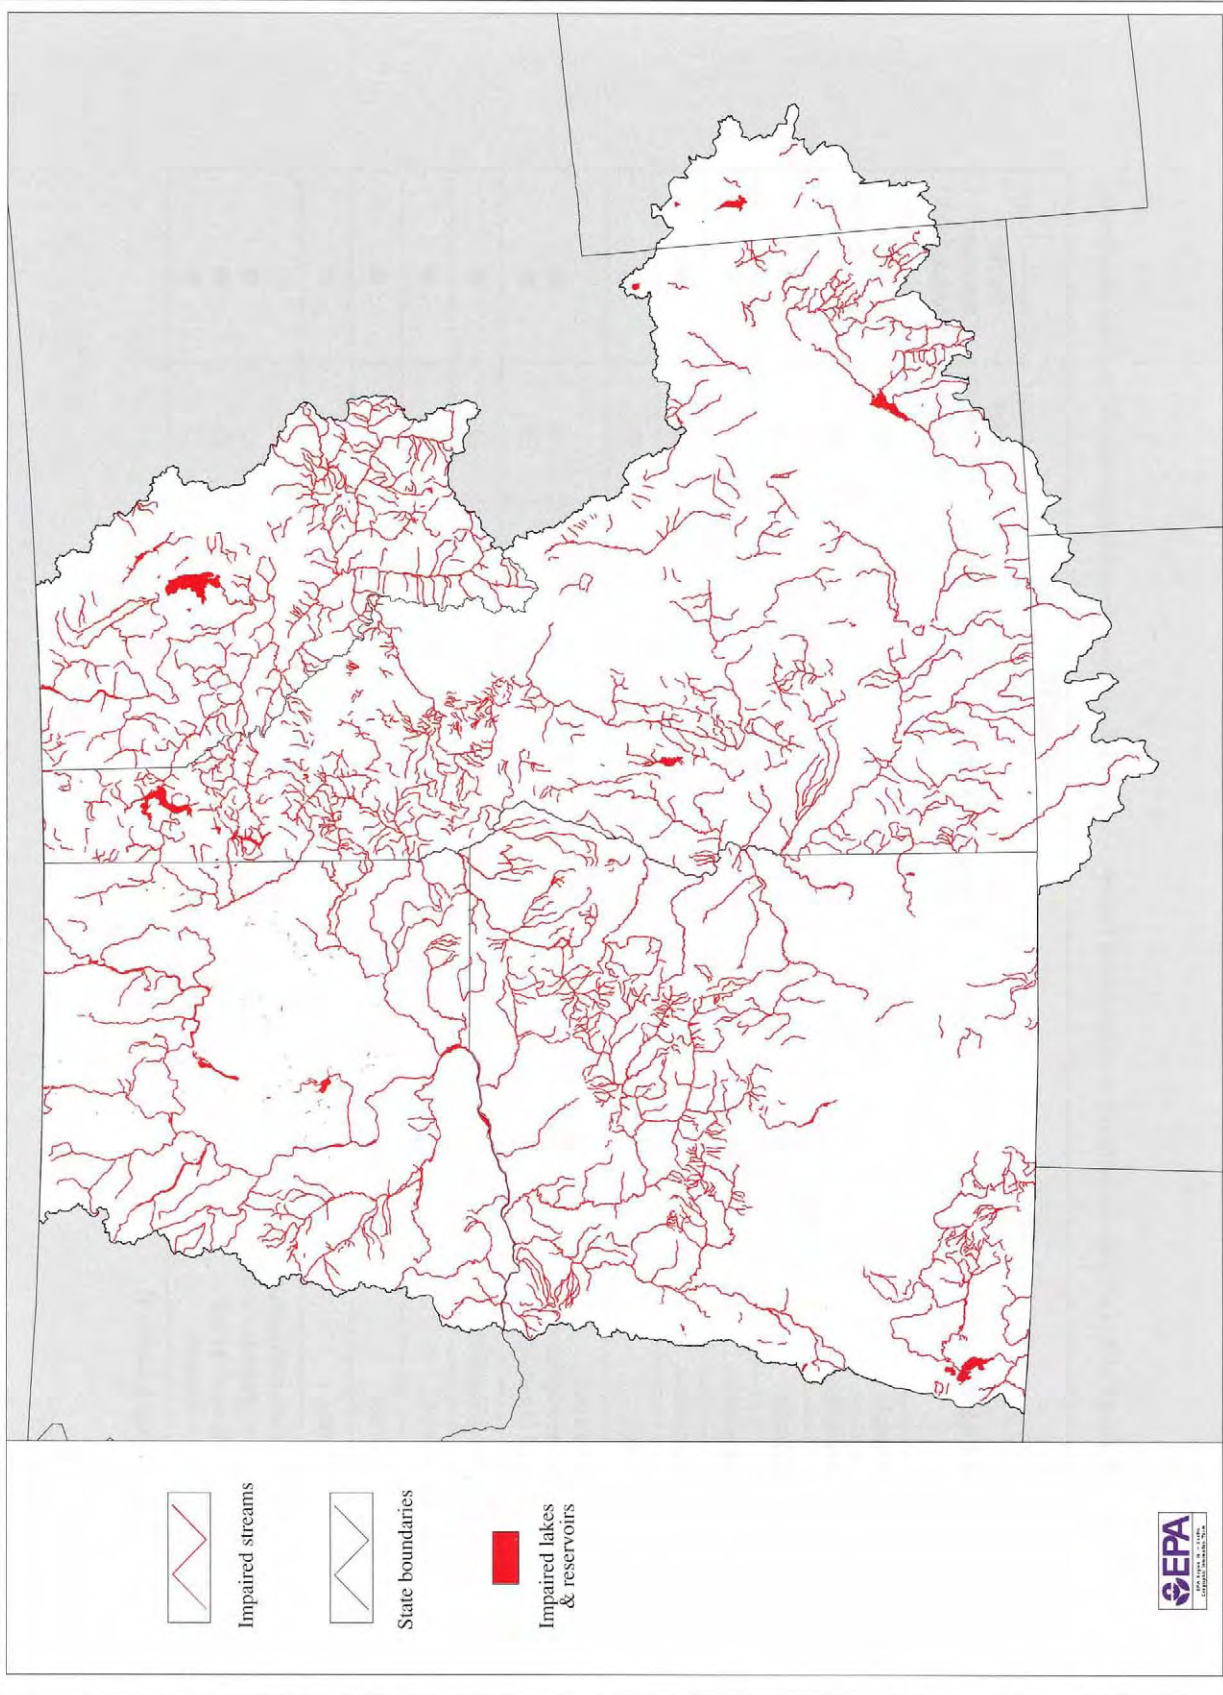 Impaired streams
State boundaries
Impaired lakes
& reservoirs
EPA